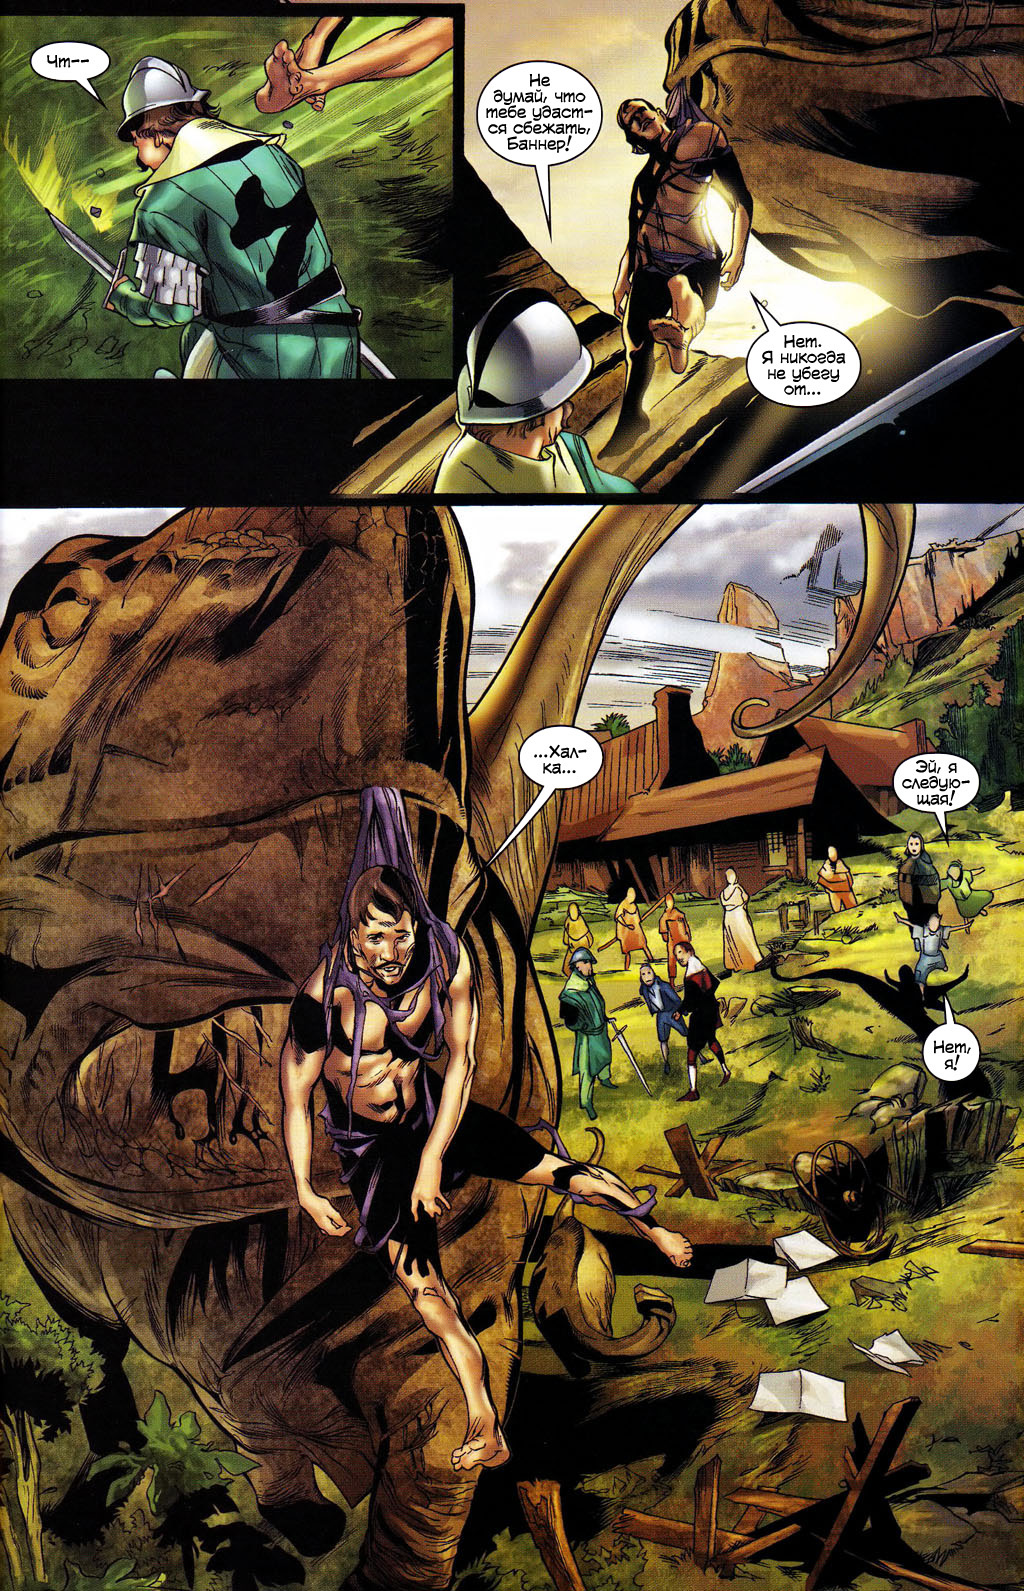 Чт--
Не
думай, что
тебе удаст-
ся сбежать,
Баннер!
Нет.
Я никогда
не убегу
от...
...Хал-
ка...
Эй, я
следую-
щая!
Нет,
я!